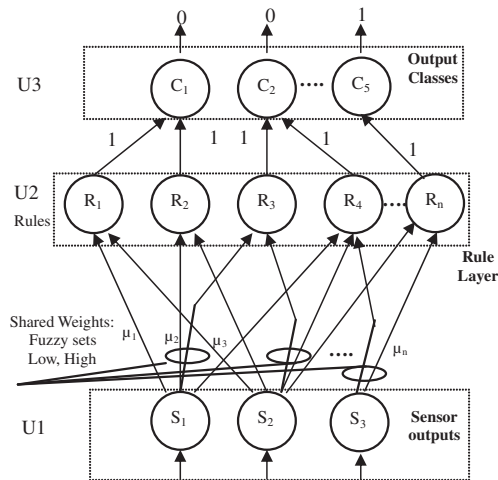 0 0 1
U3
Output
Classes
C1 C2 .... C5
1 1 1 1 1
U2
Rules
R1 R2 R3 R4 .... Rn
Rule
Layer
Shared Weights:
Fuzzy sets
Low, High
μ1 μ2 μ3 .... μn
U1
S1 S2 S3
Sensor
outputs